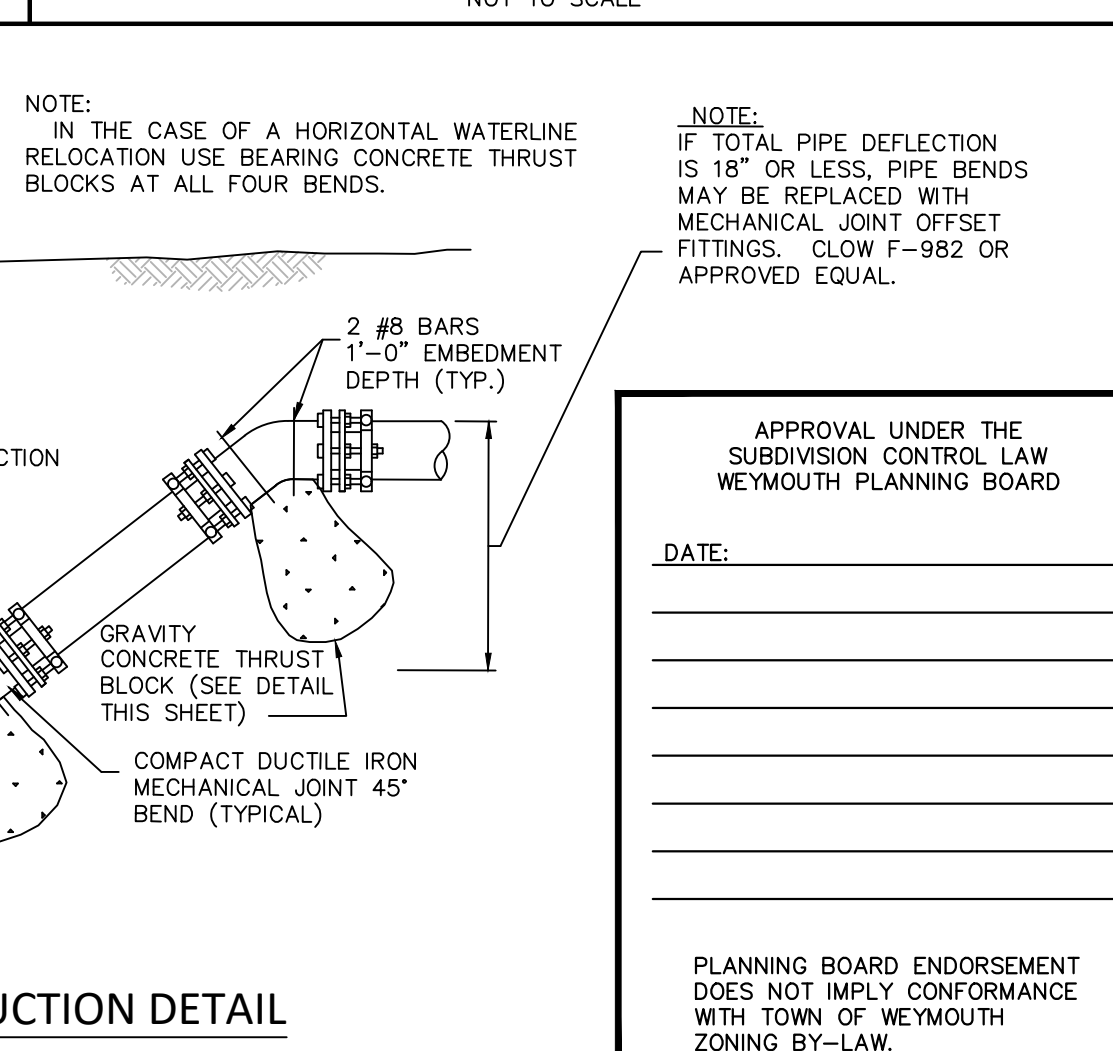 NOT TO SCALE
NOTE:
IN THE CASE OF A HORIZONTAL WATERLINE
RELOCATION USE BEARING CONCRETE THRUST
BLOCKS AT ALL FOUR BENDS.
NOTE:
IF TOTAL PIPE DEFLECTION
IS 18" OR LESS, PIPE BENDS
MAY BE REPLACED WITH
MECHANICAL JOINT OFFSET
FITTINGS. CLOW F-982 OR
APPROVED EQUAL.
2 #8 BARS
1'-0" EMBEDMENT
DEPTH (TYP.)
CTION
GRAVITY
CONCRETE THRUST
BLOCK (SEE DETAIL
THIS SHEET)
COMPACT DUCTILE IRON
MECHANICAL JOINT 45°
BEND (TYPICAL)
UCTION DETAIL
APPROVAL UNDER THE
SUBDIVISION CONTROL LAW
WEYMOUTH PLANNING BOARD
DATE:
PLANNING BOARD ENDORSEMENT
DOES NOT IMPLY CONFORMANCE
WITH TOWN OF WEYMOUTH
ZONING BY-LAW.